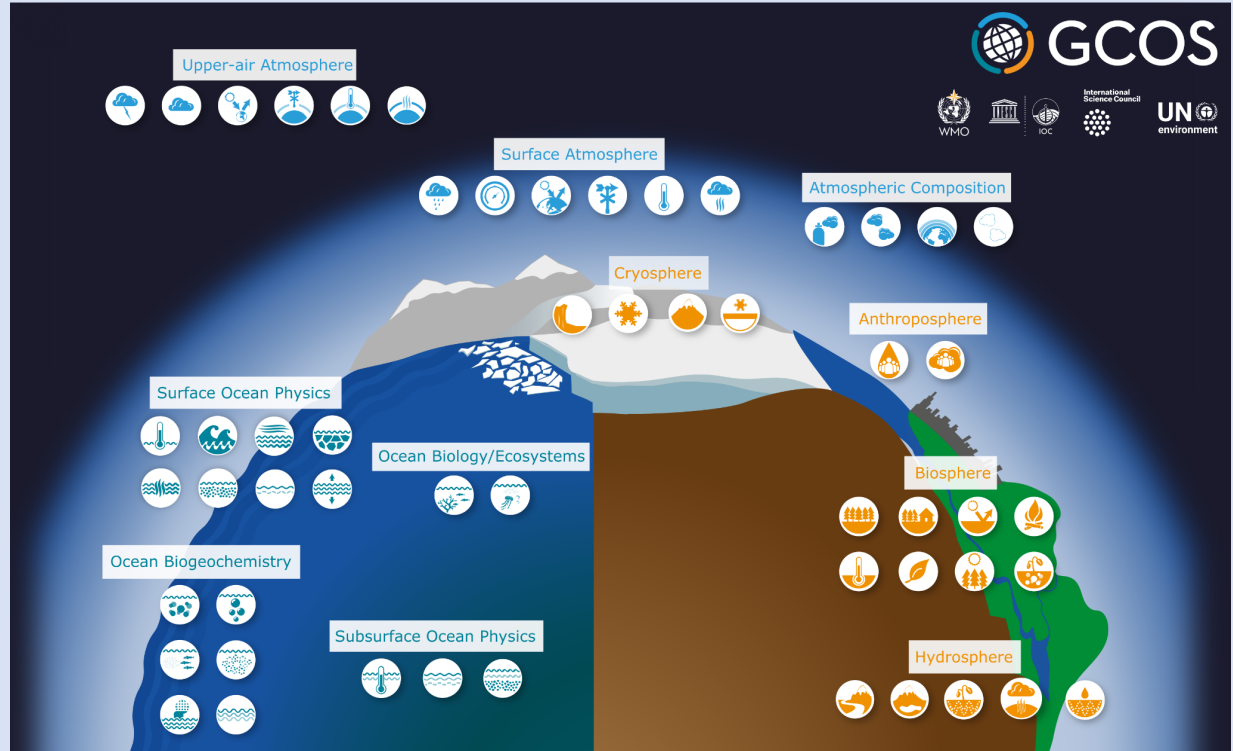 GCOS
Upper-air Atmosphere
International
Science Council
UN
environment
WMO
IOC
Surface Atmosphere
Atmospheric Composition
Cryosphere
Anthroposphere
Surface Ocean Physics
Ocean Biology/Ecosystems
Biosphere
Ocean Biogeochemistry
Subsurface Ocean Physics
Hydrosphere